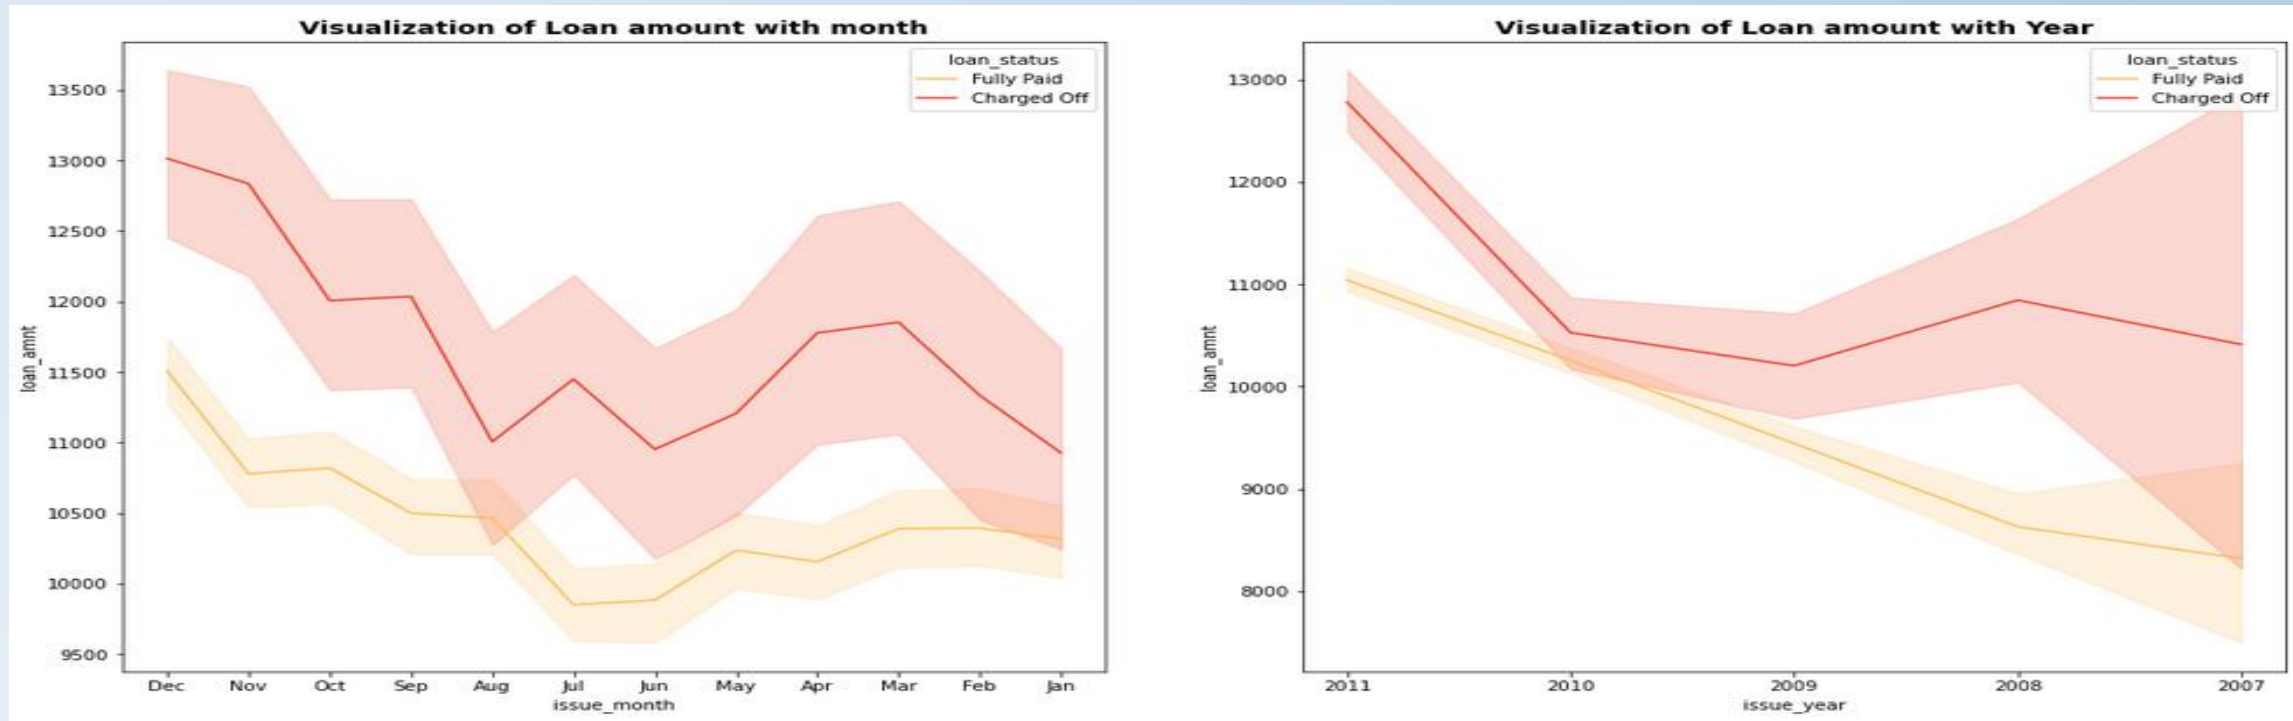 Visualization of Loan amount with month
loan_status
Fully Paid
Charged Off
13500
13000
12500
12000
11500
11000
10500
10000
9500
loan_amnt
Dec Nov Oct Sep Aug Jul Jun May Apr Mar Feb Jan
issue_month
Visualization of Loan amount with Year
loan_status
Fully Paid
Charged Off
13000
12000
11000
10000
9000
8000
loan_amnt
2011 2010 2009 2008 2007
issue_year